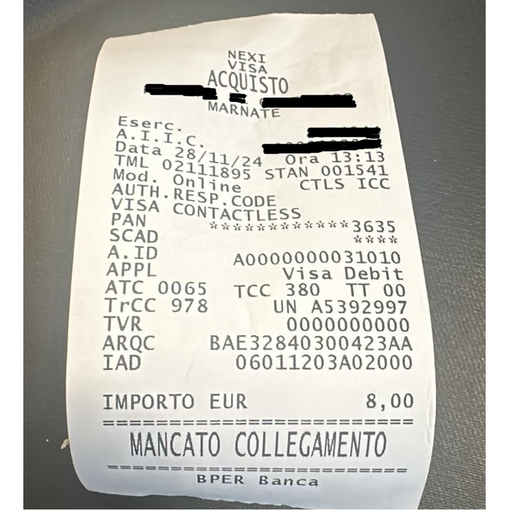 NEXI
VISA
ACQUISTO
MARNATE
Eserc.
A.I.I.C.
Data 28/11/24 Ora 13:13
TML 02111895 STAN 001541
Mod. Online CTLS ICC
AUTH.RESP.CODE
VISA CONTACTLESS
PAN ************3635
SCAD ****
A.ID A0000000031010
APPL Visa Debit
ATC 0065 TCC 380 TT 00
TrCC 978 UN A5392997
TVR 0000000000
ARQC BAE32840300423AA
IAD 06011203A02000
IMPORTO EUR 8,00
================================
MANCATO COLLEGAMENTO
================================
BPER Banca